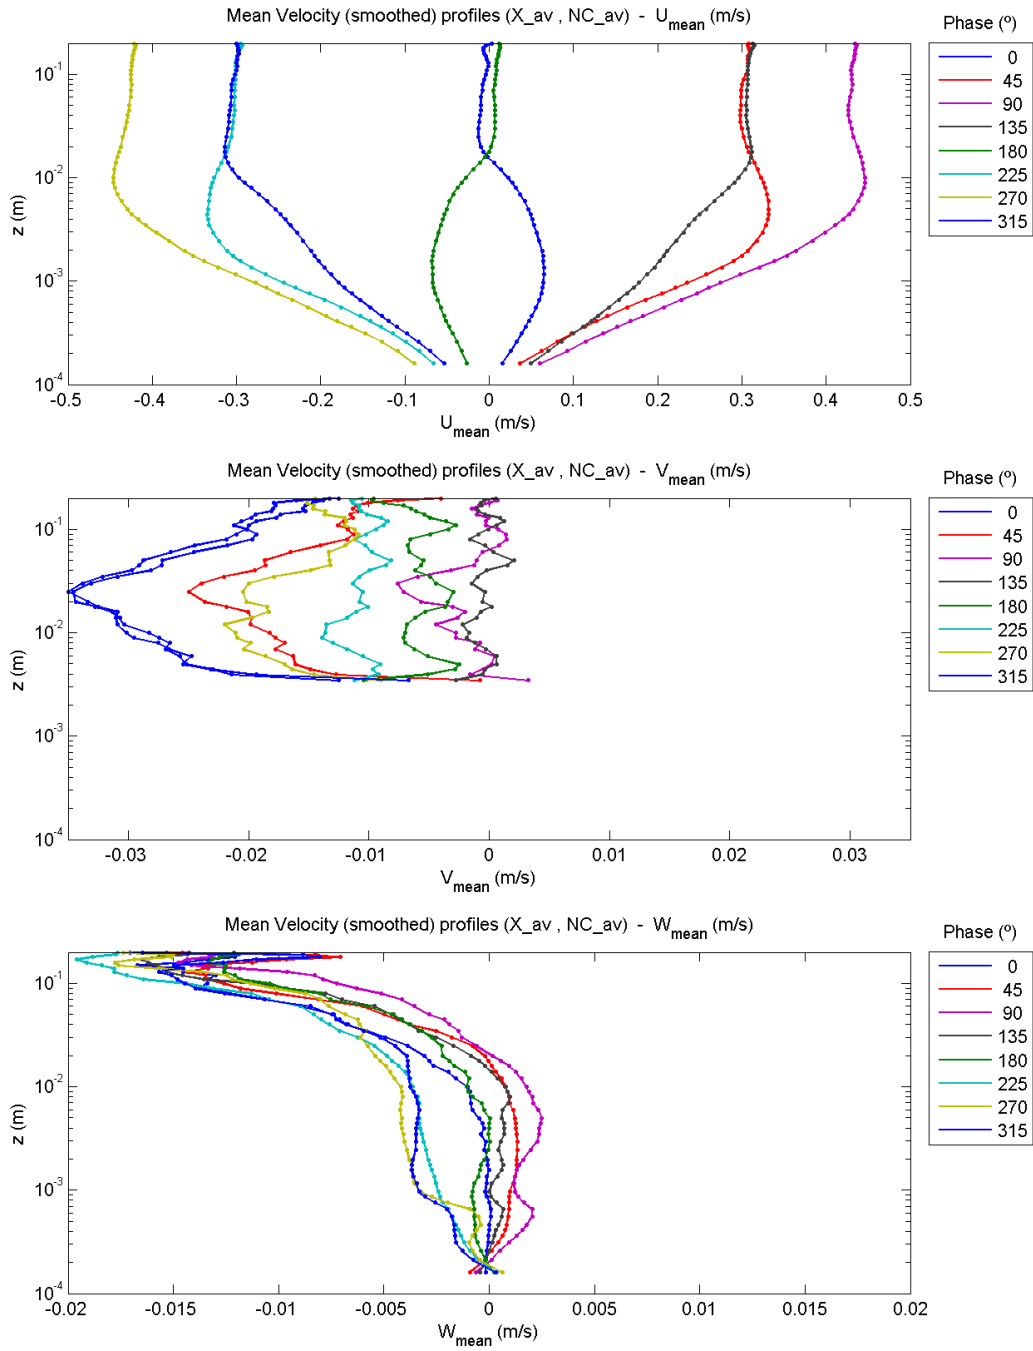 Mean Velocity (smoothed) profiles (X_av , NC_av) - U_mean (m/s)
Phase (º)
10^-1
10^-2
10^-3
10^-4
z (m)
-0.5 -0.4 -0.3 -0.2 -0.1 0 0.1 0.2 0.3 0.4 0.5
U_mean (m/s)
0
45
90
135
180
225
270
315
Mean Velocity (smoothed) profiles (X_av , NC_av) - V_mean (m/s)
Phase (º)
10^-1
10^-2
10^-3
10^-4
z (m)
-0.03 -0.02 -0.01 0 0.01 0.02 0.03
V_mean (m/s)
0
45
90
135
180
225
270
315
Mean Velocity (smoothed) profiles (X_av , NC_av) - W_mean (m/s)
Phase (º)
10^-1
10^-2
10^-3
10^-4
z (m)
-0.02 -0.015 -0.01 -0.005 0 0.005 0.01 0.015 0.02
W_mean (m/s)
0
45
90
135
180
225
270
315